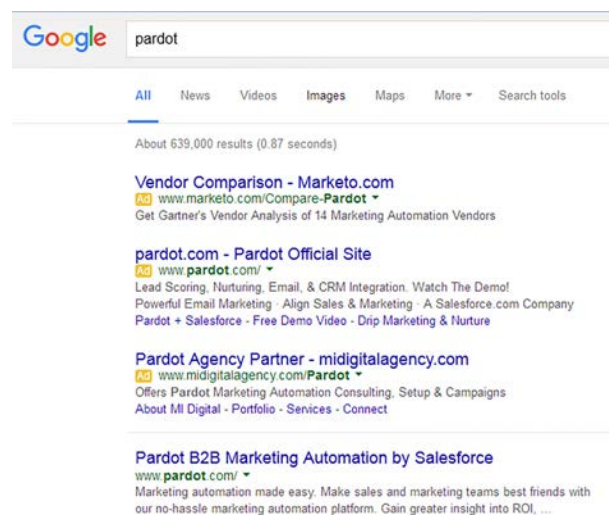 Google pardot
All News Videos Images Maps More Search tools
About 639,000 results (0.87 seconds)
Vendor Comparison - Marketo.com
Ad www.marketo.com/Compare-Pardot
Get Gartner's Vendor Analysis of 14 Marketing Automation Vendors
pardot.com - Pardot Official Site
Ad www.pardot.com/
Lead Scoring, Nurturing, Email, & CRM Integration. Watch The Demo!
Powerful Email Marketing · Align Sales & Marketing · A Salesforce.com Company
Pardot + Salesforce - Free Demo Video - Drip Marketing & Nurture
Pardot Agency Partner - midigitalagency.com
Ad www.midigitalagency.com/Pardot
Offers Pardot Marketing Automation Consulting, Setup & Campaigns
About MI Digital - Portfolio - Services - Connect
Pardot B2B Marketing Automation by Salesforce
www.pardot.com/
Marketing automation made easy. Make sales and marketing teams best friends with
our no-hassle marketing automation platform. Gain greater insight into ROI, ...